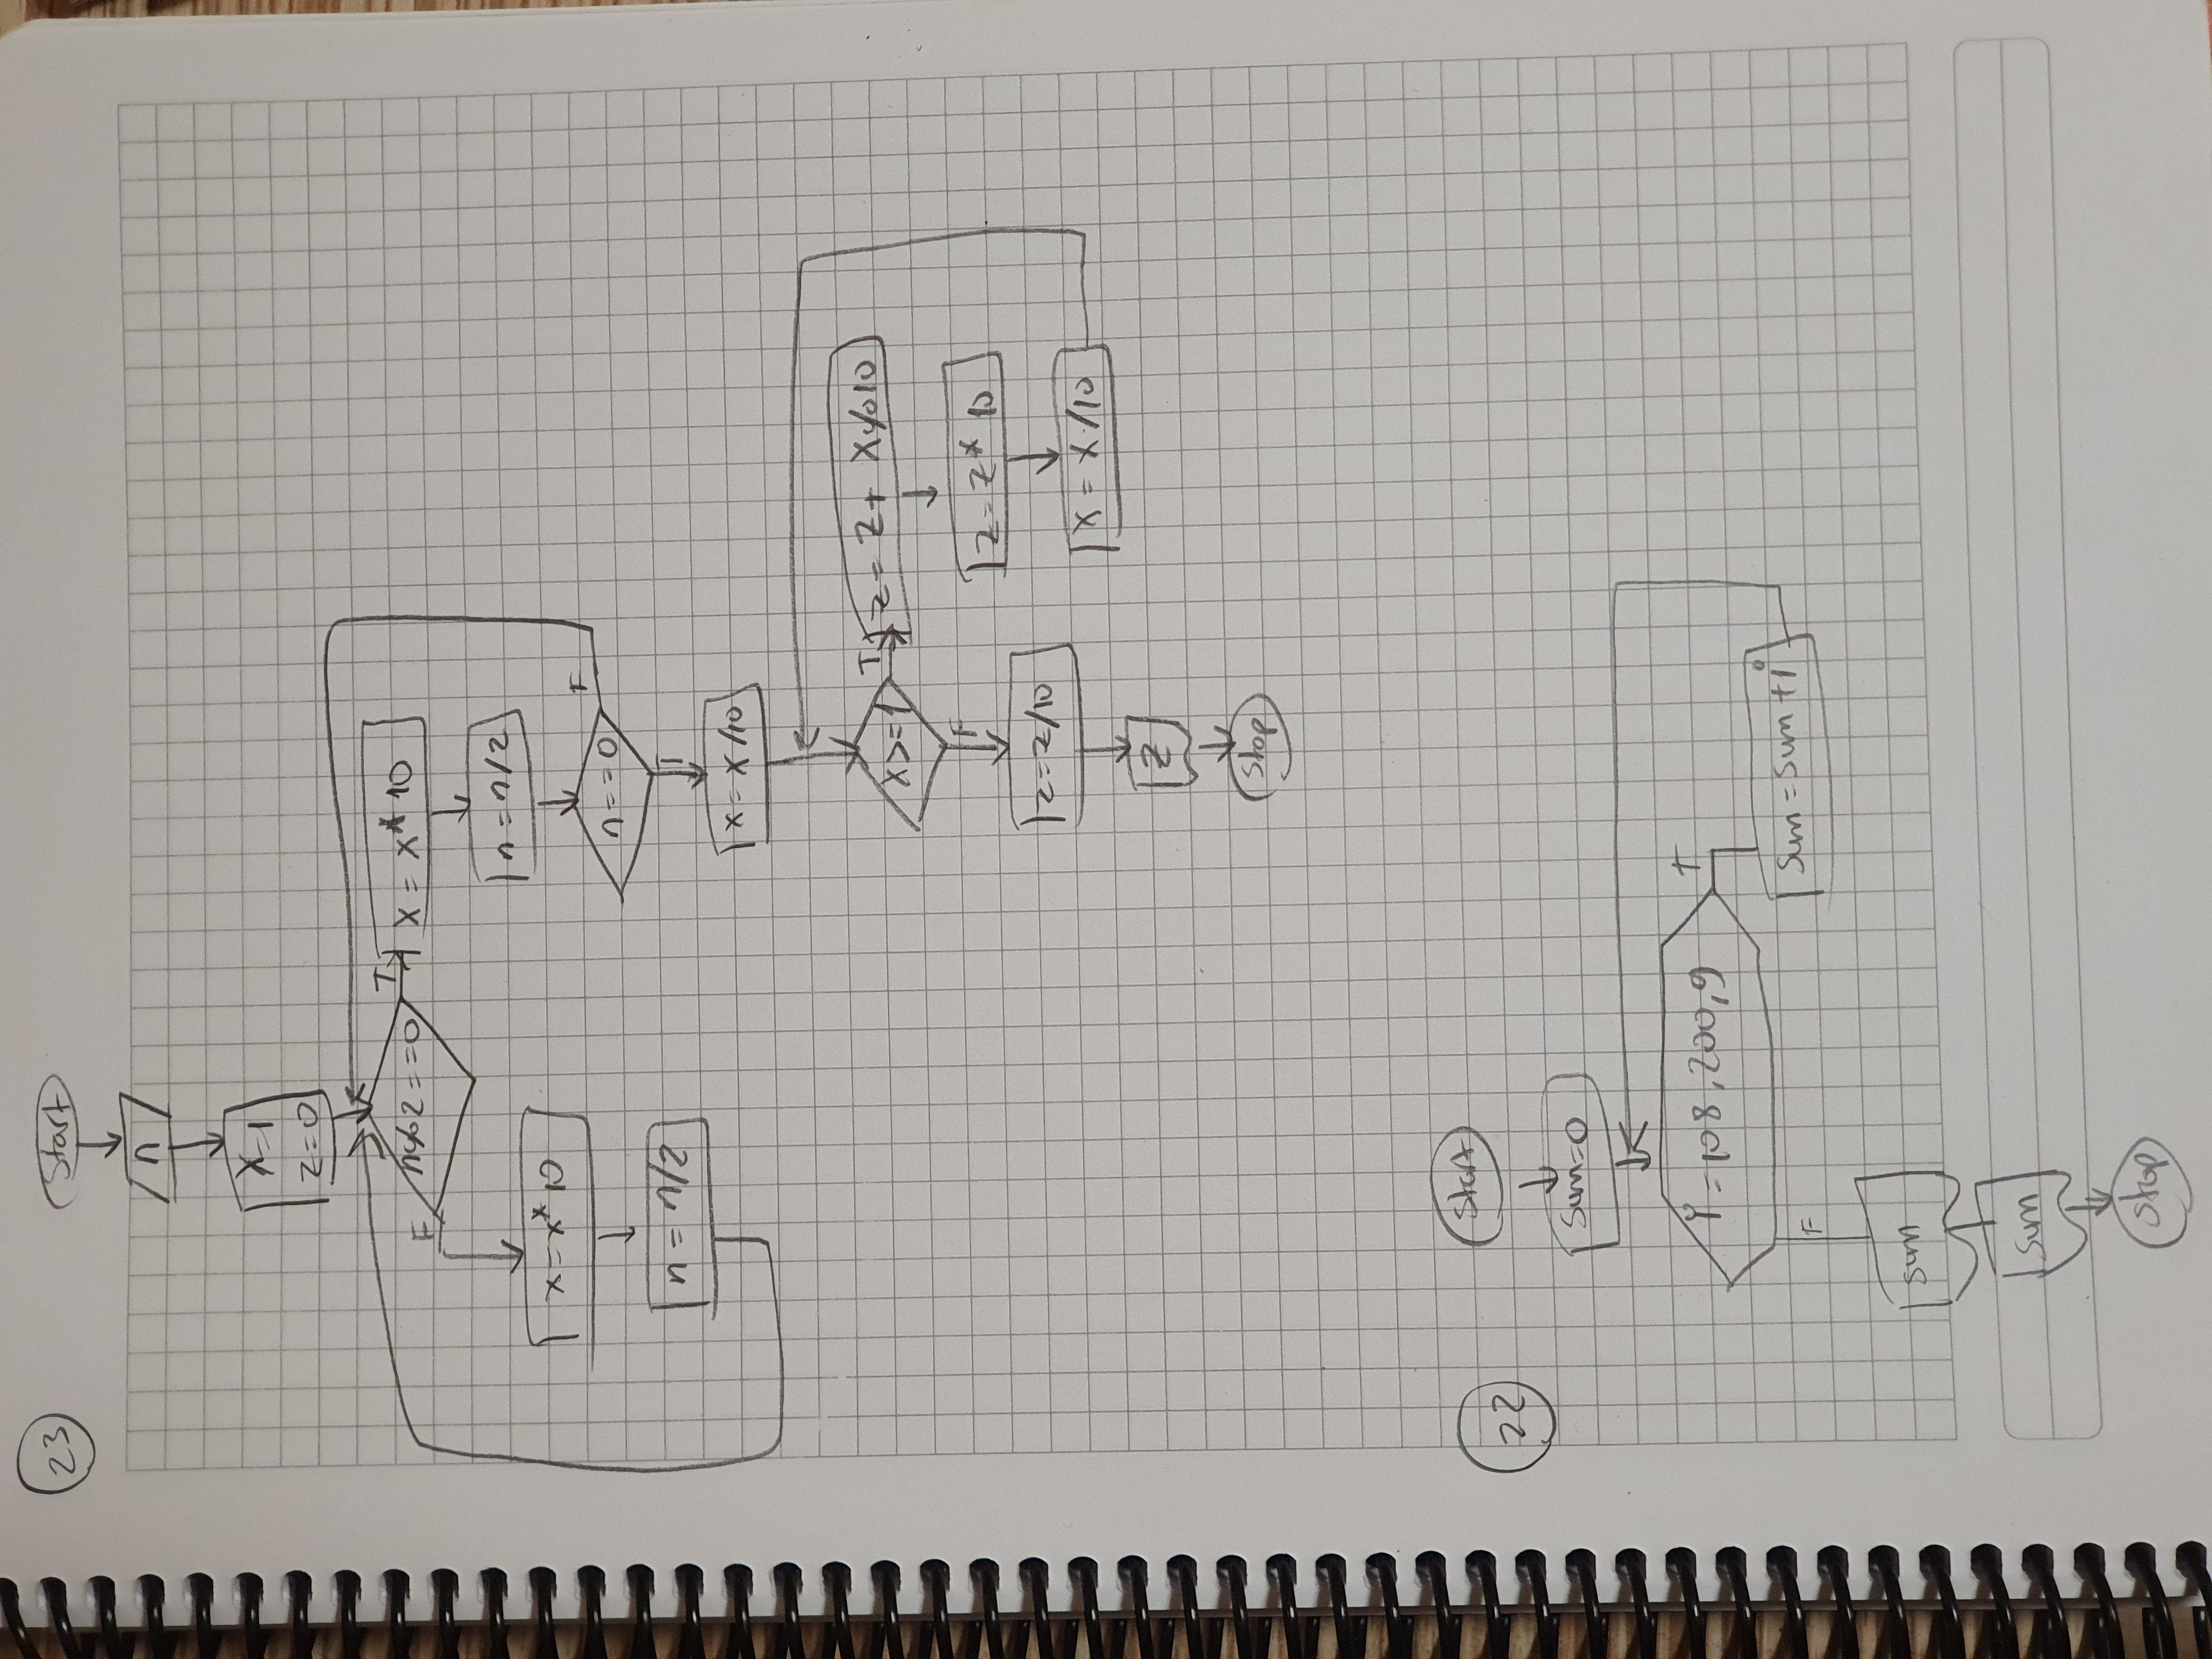 23
Start
n
x=1
z=0
n%2==0
T
x = x*10
F
n = n/2
x=x*10
n==0
F
n = n/2
T
x = x/10
x>=1
T
z= z+ x%10
F
z=z*10
z=z/10
x = x/10
z
Stop
22
Start
Sum=0
T
i=108,200,9
Sum=Sum+i
F
Sum
Sum
Stop